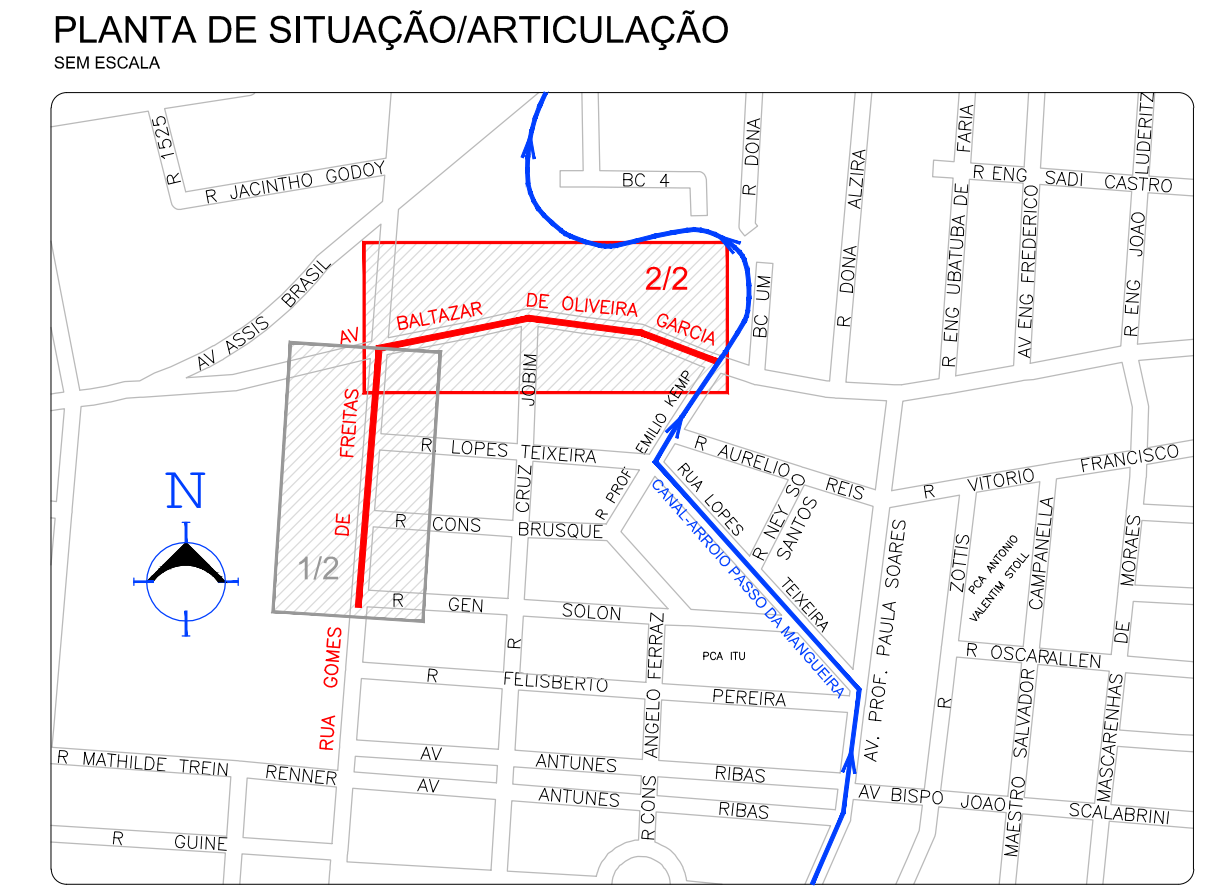 PLANTA DE SITUAÇÃO/ARTICULAÇÃO
SEM ESCALA
R 1525
R JACINTHO GODOY
BC 4
R DONA
R DONA ALZIRA
R ENG UBATUBA DE FARIA
R ENG SADI CASTRO
AV ENG FREDERICO
R ENG JOAO LUDERITZ
AV ASSIS BRASIL
2/2
AV BALTAZAR DE OLIVEIRA GARCIA
BC UM
RUA GOMES DE FREITAS
1/2
N
CRUZ JOBIM
R
R PROF EMILIO KEMP
R LOPES TEIXEIRA
R AURELIO REIS
R VITORIO FRANCISCO
RUA LOPES TEIXEIRA
R NEY SO
SANTOS
CANAL-ARROIO PASSO DA MANGUEIRA
R CONS BRUSQUE
R GEN SOLON
AV. PROF. PAULA SOARES
R ZOTTIS
PCA ANTONIO
VALENTIM STOLL
MAESTRO SALVADOR CAMPANELLA
MASCARENHAS DE MORAES
PCA ITU
R OSCARALLEN
R FELISBERTO PEREIRA
R CONS ANGELO FERRAZ
R MATHILDE TREIN RENNER
AV ANTUNES RIBAS
AV ANTUNES RIBAS
AV BISPO JOAO SCALABRINI
R GUINE